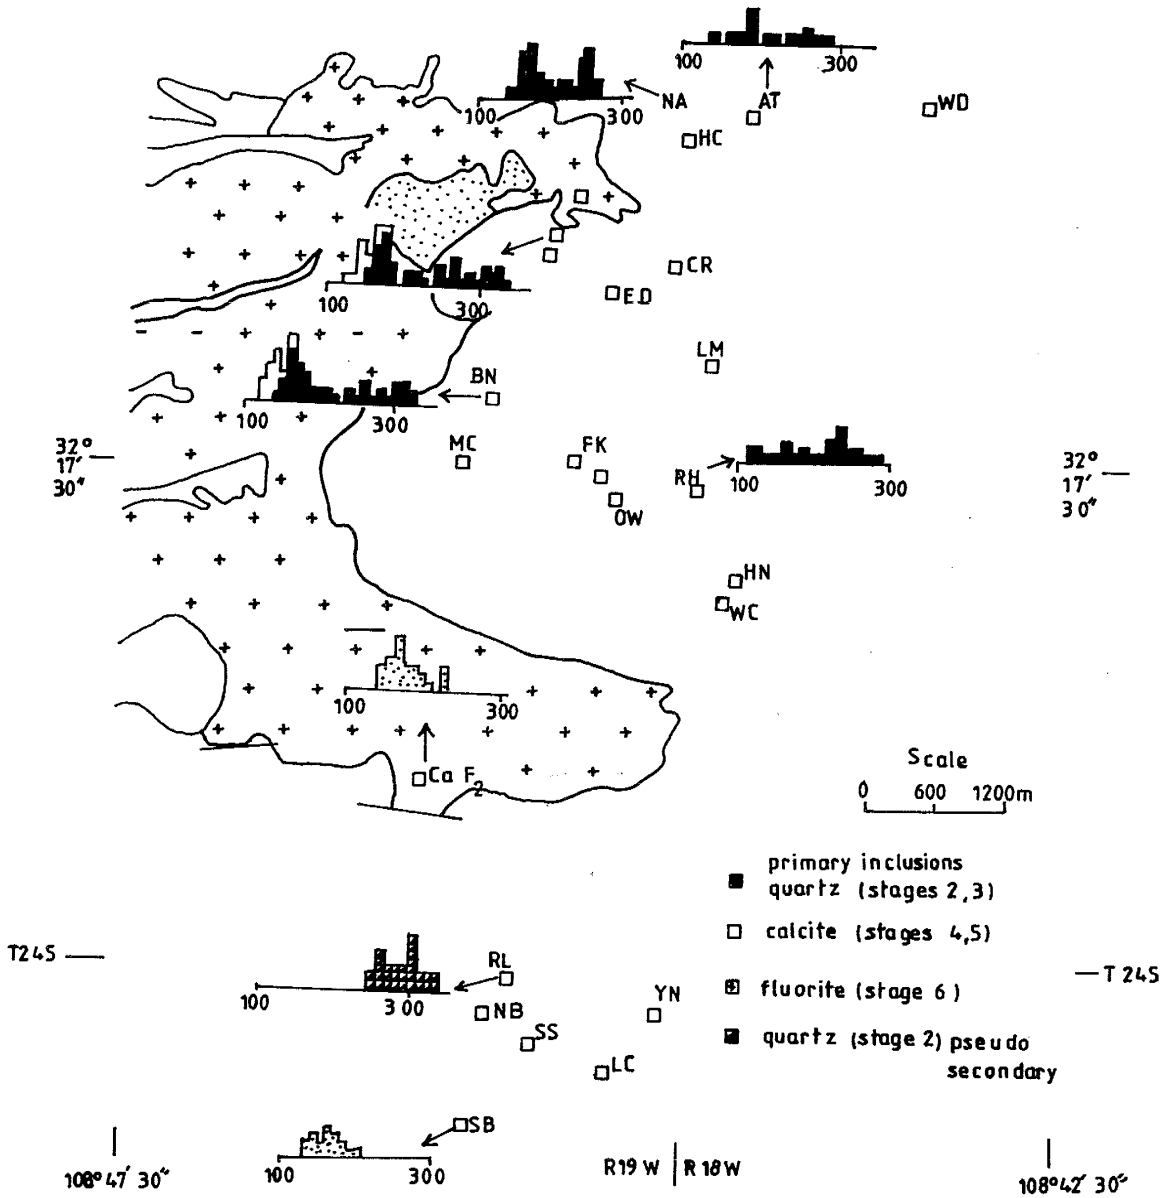 100
300
NA
AT
WD
100
300
HC
CR
100
300
ED
LM
BN
100
300
MC
FK
32°
17'
30"
RH
100
300
32°
17'
30"
OW
HN
WC
100
300
Ca F2
Scale
0 600 1200m
primary inclusions
quartz (stages 2,3)
calcite (stages 4,5)
T24S
RL
T 24S
100
300
fluorite (stage 6)
NB
YN
SS
quartz (stage 2) pseudo
secondary
LC
SB
100
300
R19 W R 18W
108° 47' 30"
108° 42' 30"